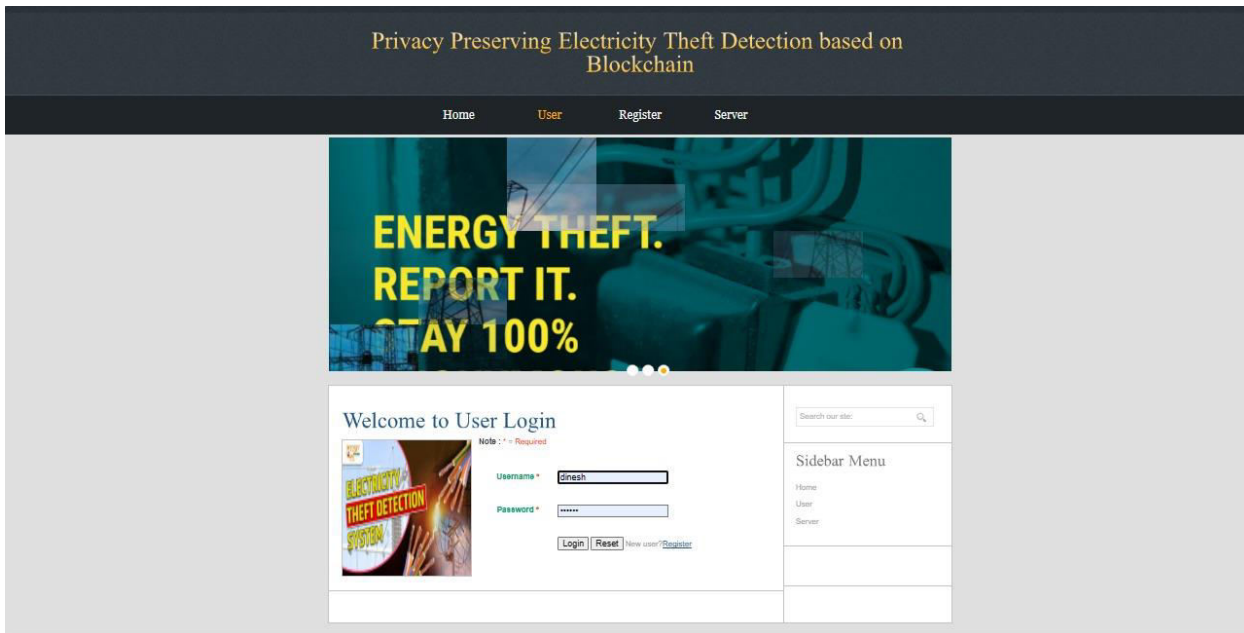 Privacy Preserving Electricity Theft Detection based on
Blockchain
Home User Register Server
ENERGY THEFT.
REPORT IT.
STAY 100%
Welcome to User Login
Note : * = Required
ELECTRICITY
THEFT DETECTION
SYSTEM
Username * dinesh
Password * ••••••
Login Reset New user?Register
Search our site:
Sidebar Menu
Home
User
Server